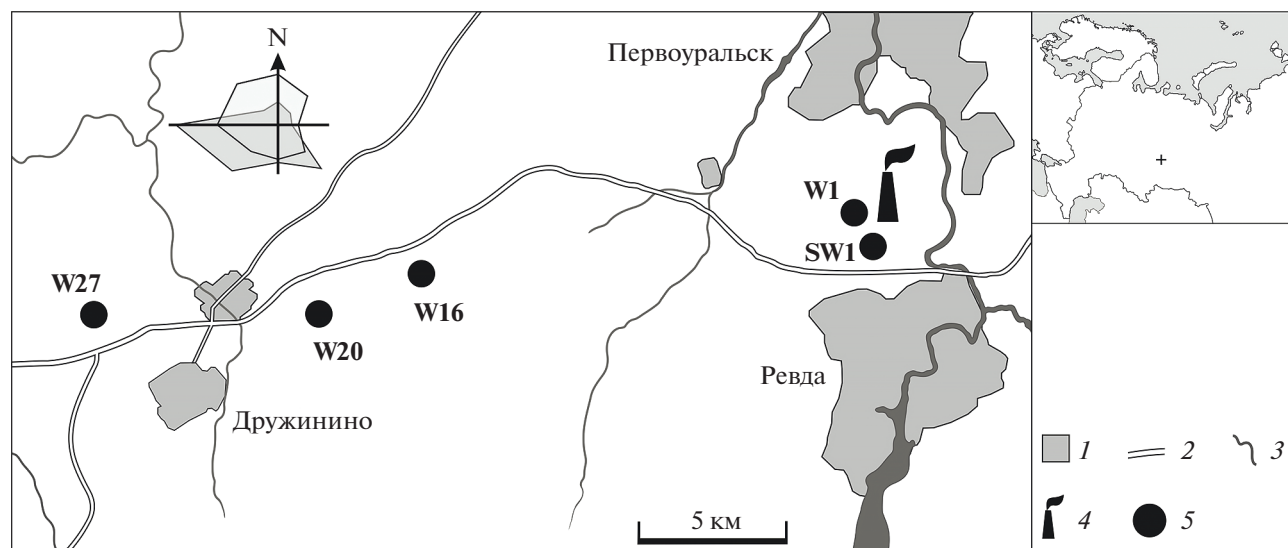 N
Первоуральск
W1
SW1
W27
W16
W20
Ревда
Дружинино
5 км
1 2 3
4 5